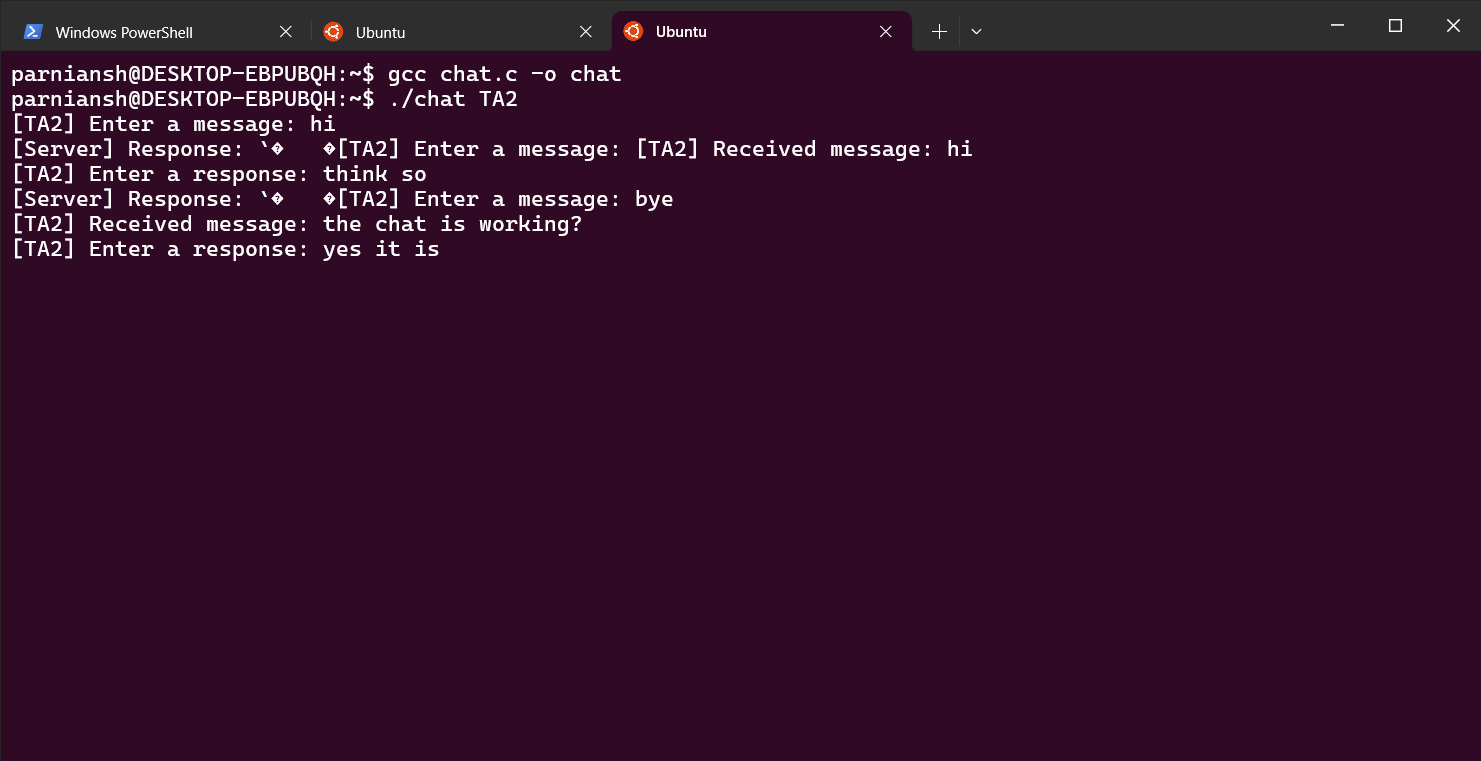 Windows PowerShell
Ubuntu
Ubuntu
parniansh@DESKTOP-EBPUBQH:~$ gcc chat.c -o chat
parniansh@DESKTOP-EBPUBQH:~$ ./chat TA2
[TA2] Enter a message: hi
[Server] Response: `�   �[TA2] Enter a message: [TA2] Received message: hi
[TA2] Enter a response: think so
[Server] Response: `�   �[TA2] Enter a message: bye
[TA2] Received message: the chat is working?
[TA2] Enter a response: yes it is